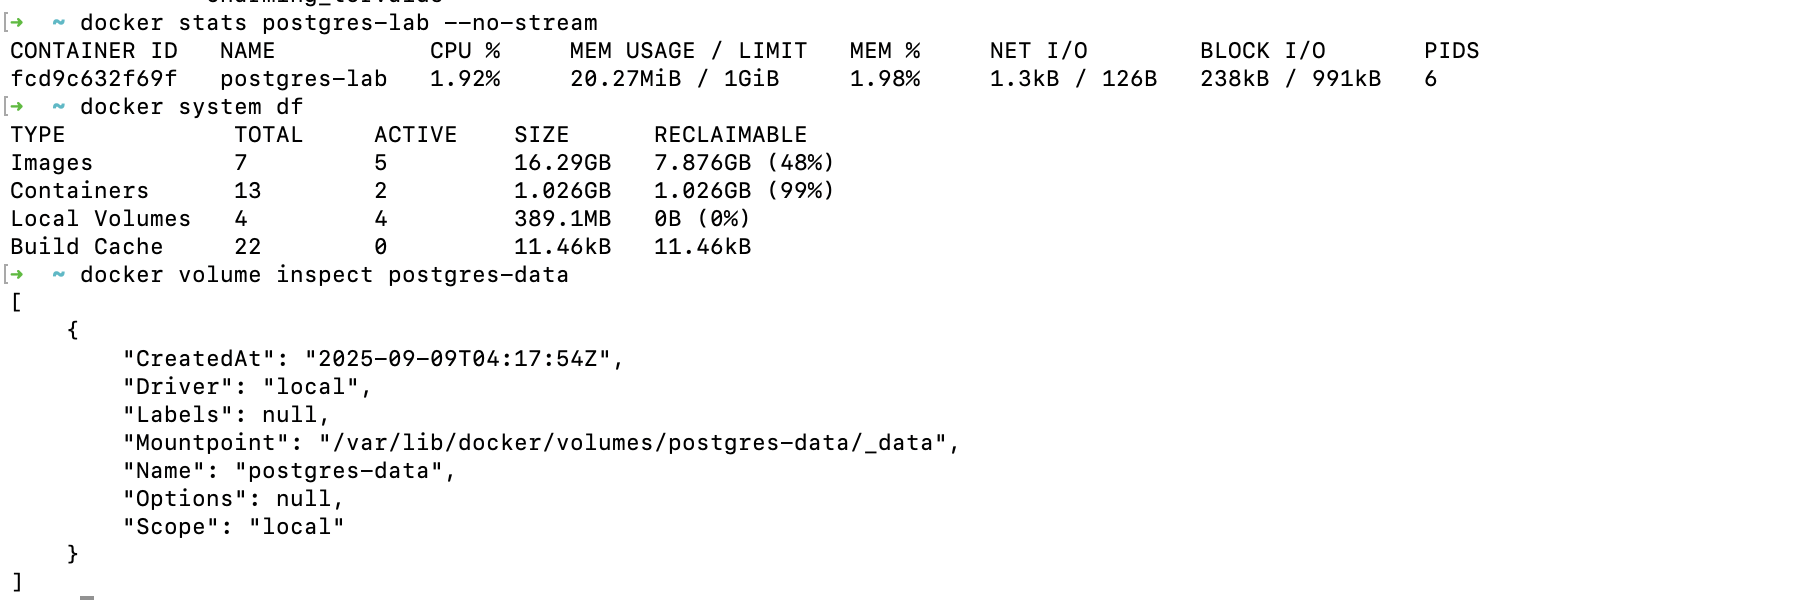 [➜  ~ docker stats postgres-lab --no-stream
CONTAINER ID   NAME           CPU %     MEM USAGE / LIMIT   MEM %     NET I/O        BLOCK I/O       PIDS
fcd9c632f69f   postgres-lab   1.92%     20.27MiB / 1GiB     1.98%     1.3kB / 126B   238kB / 991kB   6
[➜  ~ docker system df
TYPE            TOTAL     ACTIVE    SIZE      RECLAIMABLE
Images          7         5         16.29GB   7.876GB (48%)
Containers      13        2         1.026GB   1.026GB (99%)
Local Volumes   4         4         389.1MB   0B (0%)
Build Cache     22        0         11.46kB   11.46kB
[➜  ~ docker volume inspect postgres-data
[
    {
        "CreatedAt": "2025-09-09T04:17:54Z",
        "Driver": "local",
        "Labels": null,
        "Mountpoint": "/var/lib/docker/volumes/postgres-data/_data",
        "Name": "postgres-data",
        "Options": null,
        "Scope": "local"
    }
]